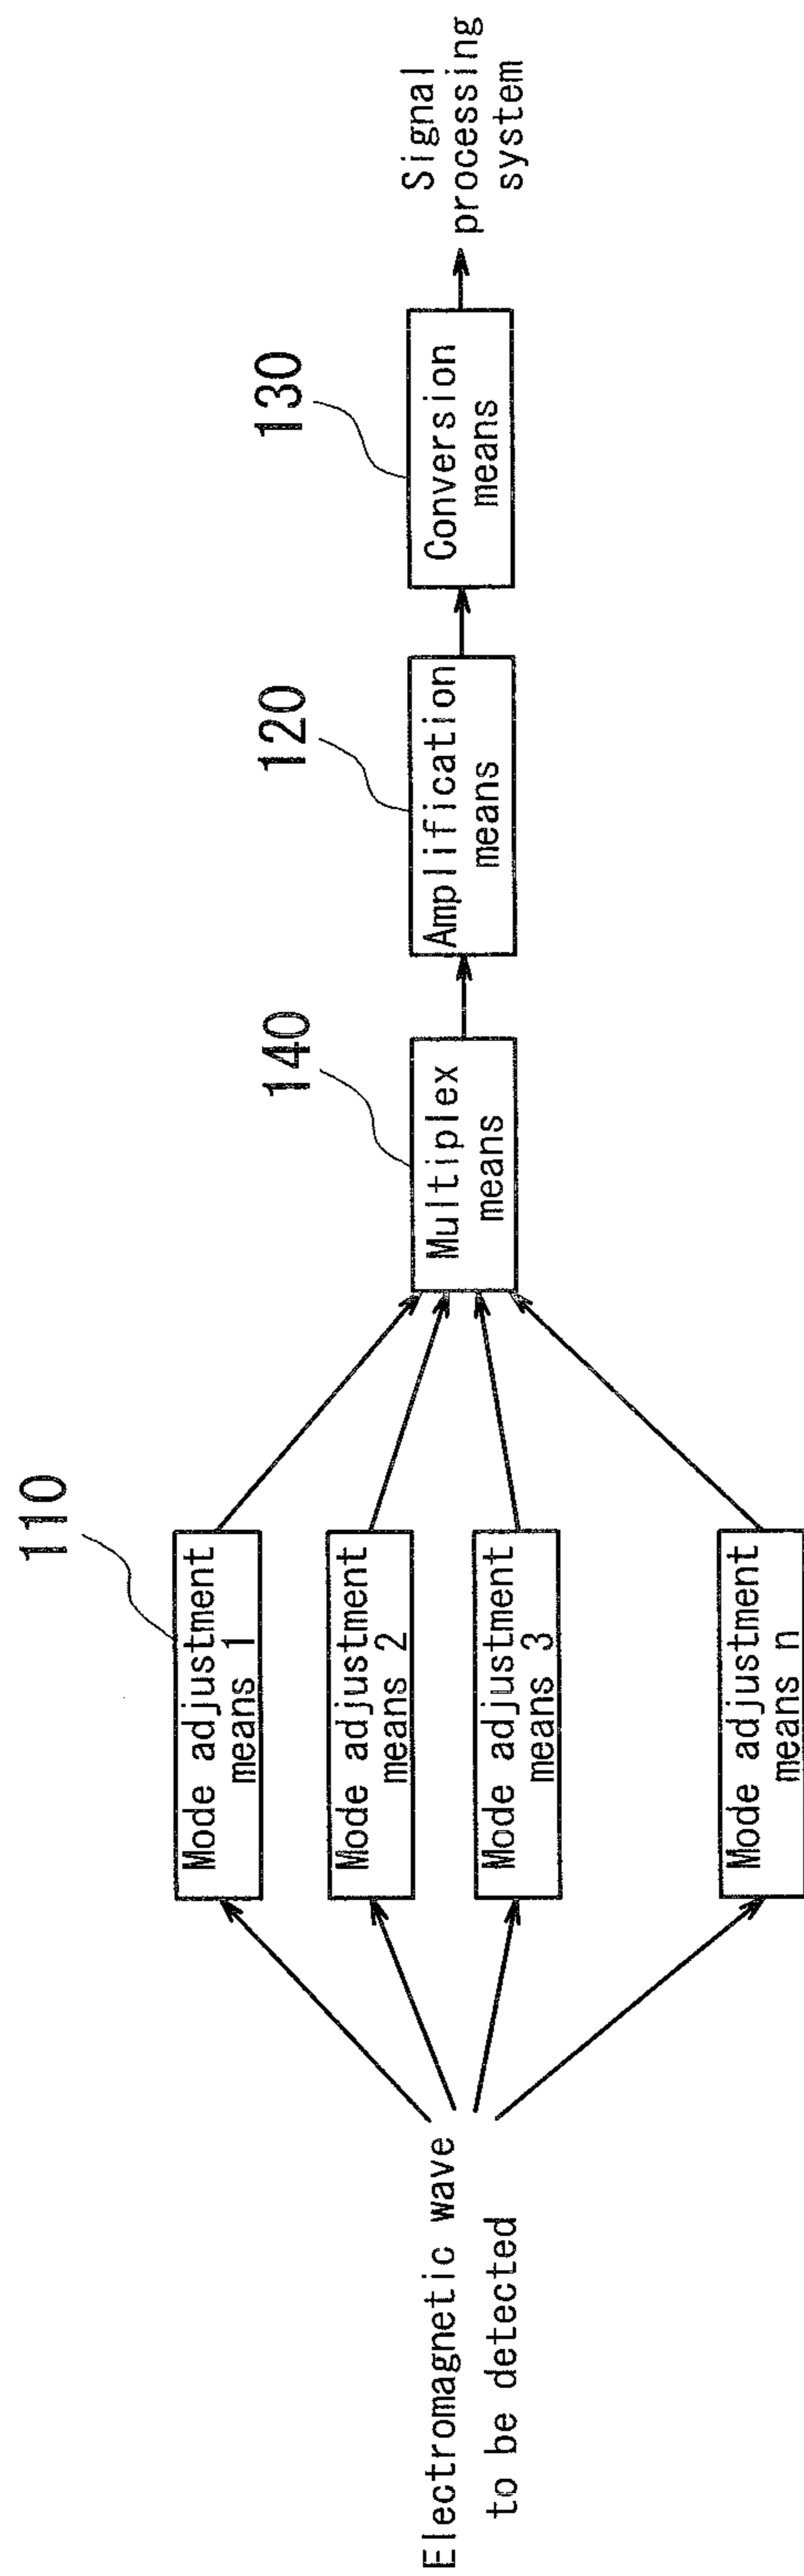 Electromagnetic wave
to be detected
110
Mode adjustment
means 1
Mode adjustment
means 2
Mode adjustment
means 3
Mode adjustment
means n
140
Multiplex
means
120
Amplification
means
130
Conversion
means
Signal
processing
system